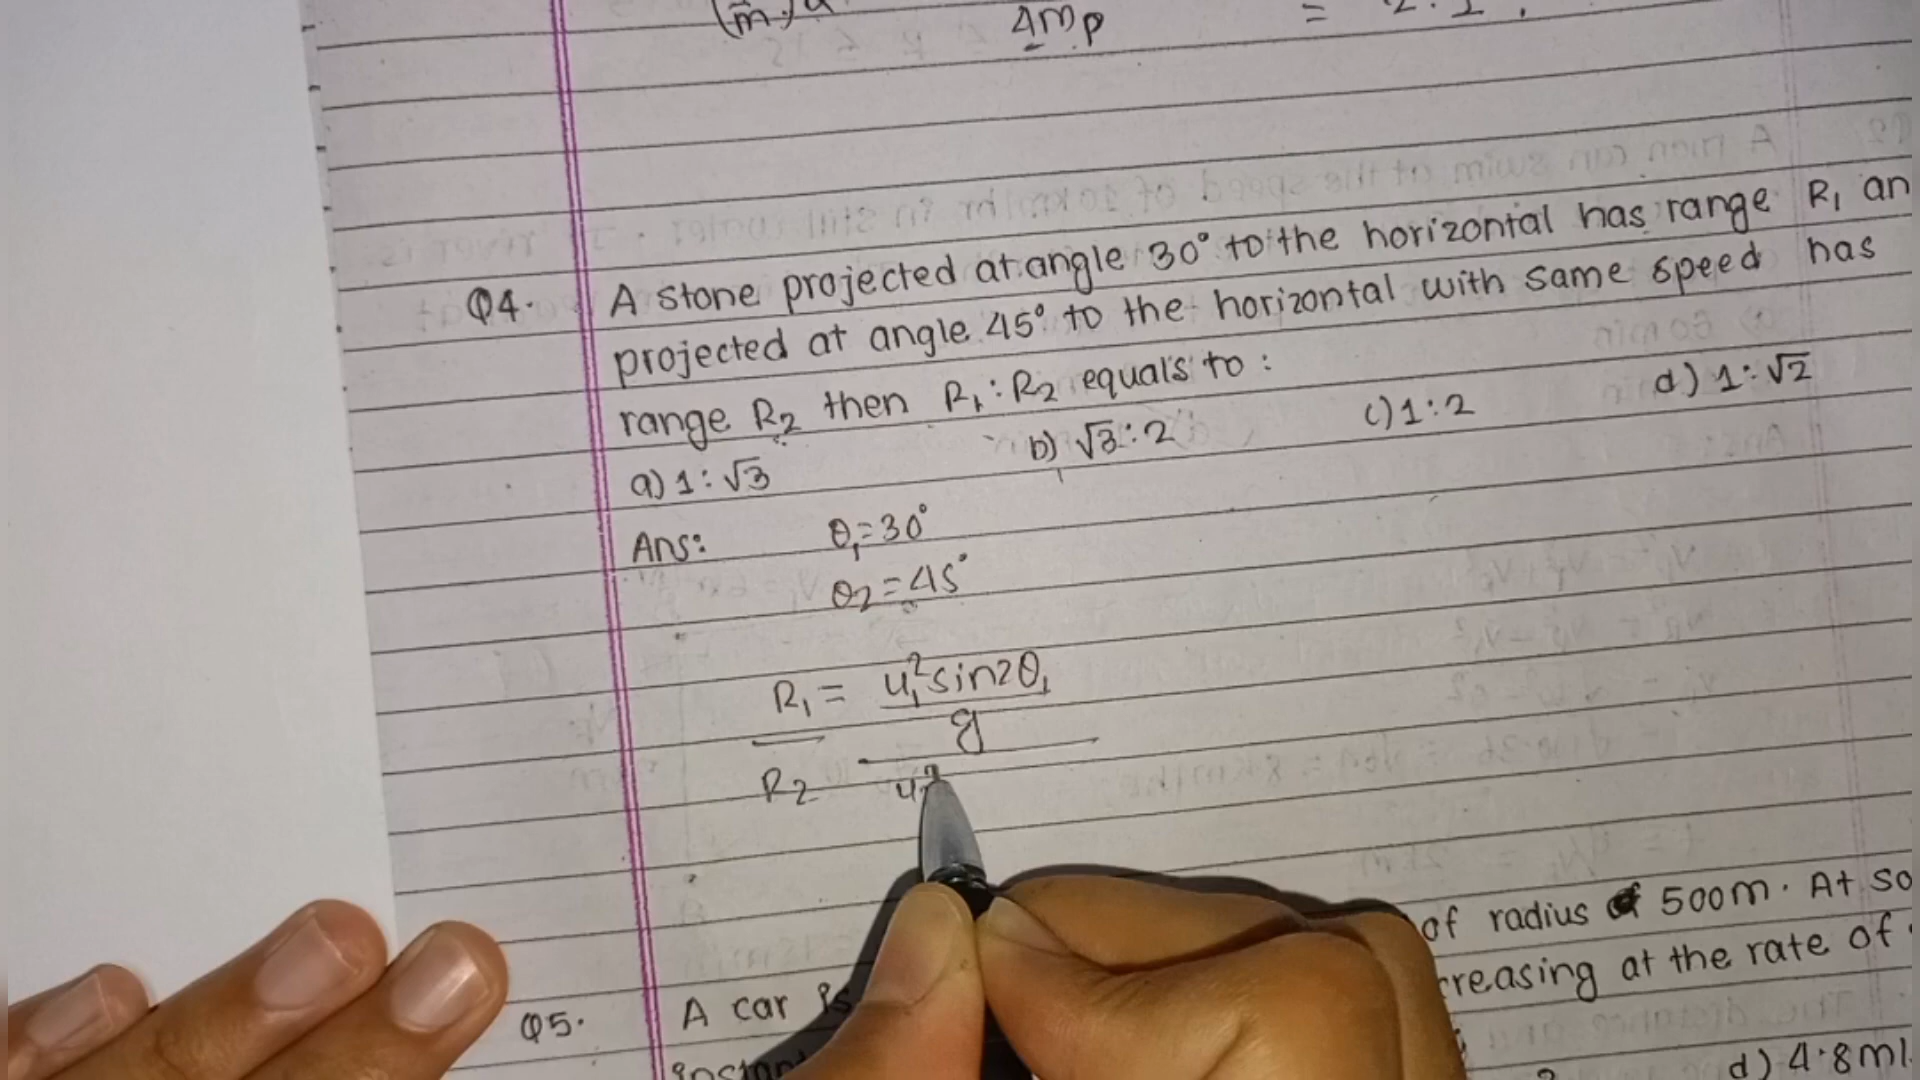 4mp
=
Q4. A stone projected at angle 30° to the horizontal has range R₁ an
projected at angle 45° to the horizontal with same speed has
range R₂ then R₁ : R₂ equals to :
a) 1 : √3 b) √3 : 2 c) 1 : 2 d) 1 : √2
Ans: θ₁ = 30°
θ₂ = 45°
R₁ = u₁² sin2θ₁
g
R₂
of radius of 500m. At so
creasing at the rate of
Q5. A car is
d) 4.8 m/